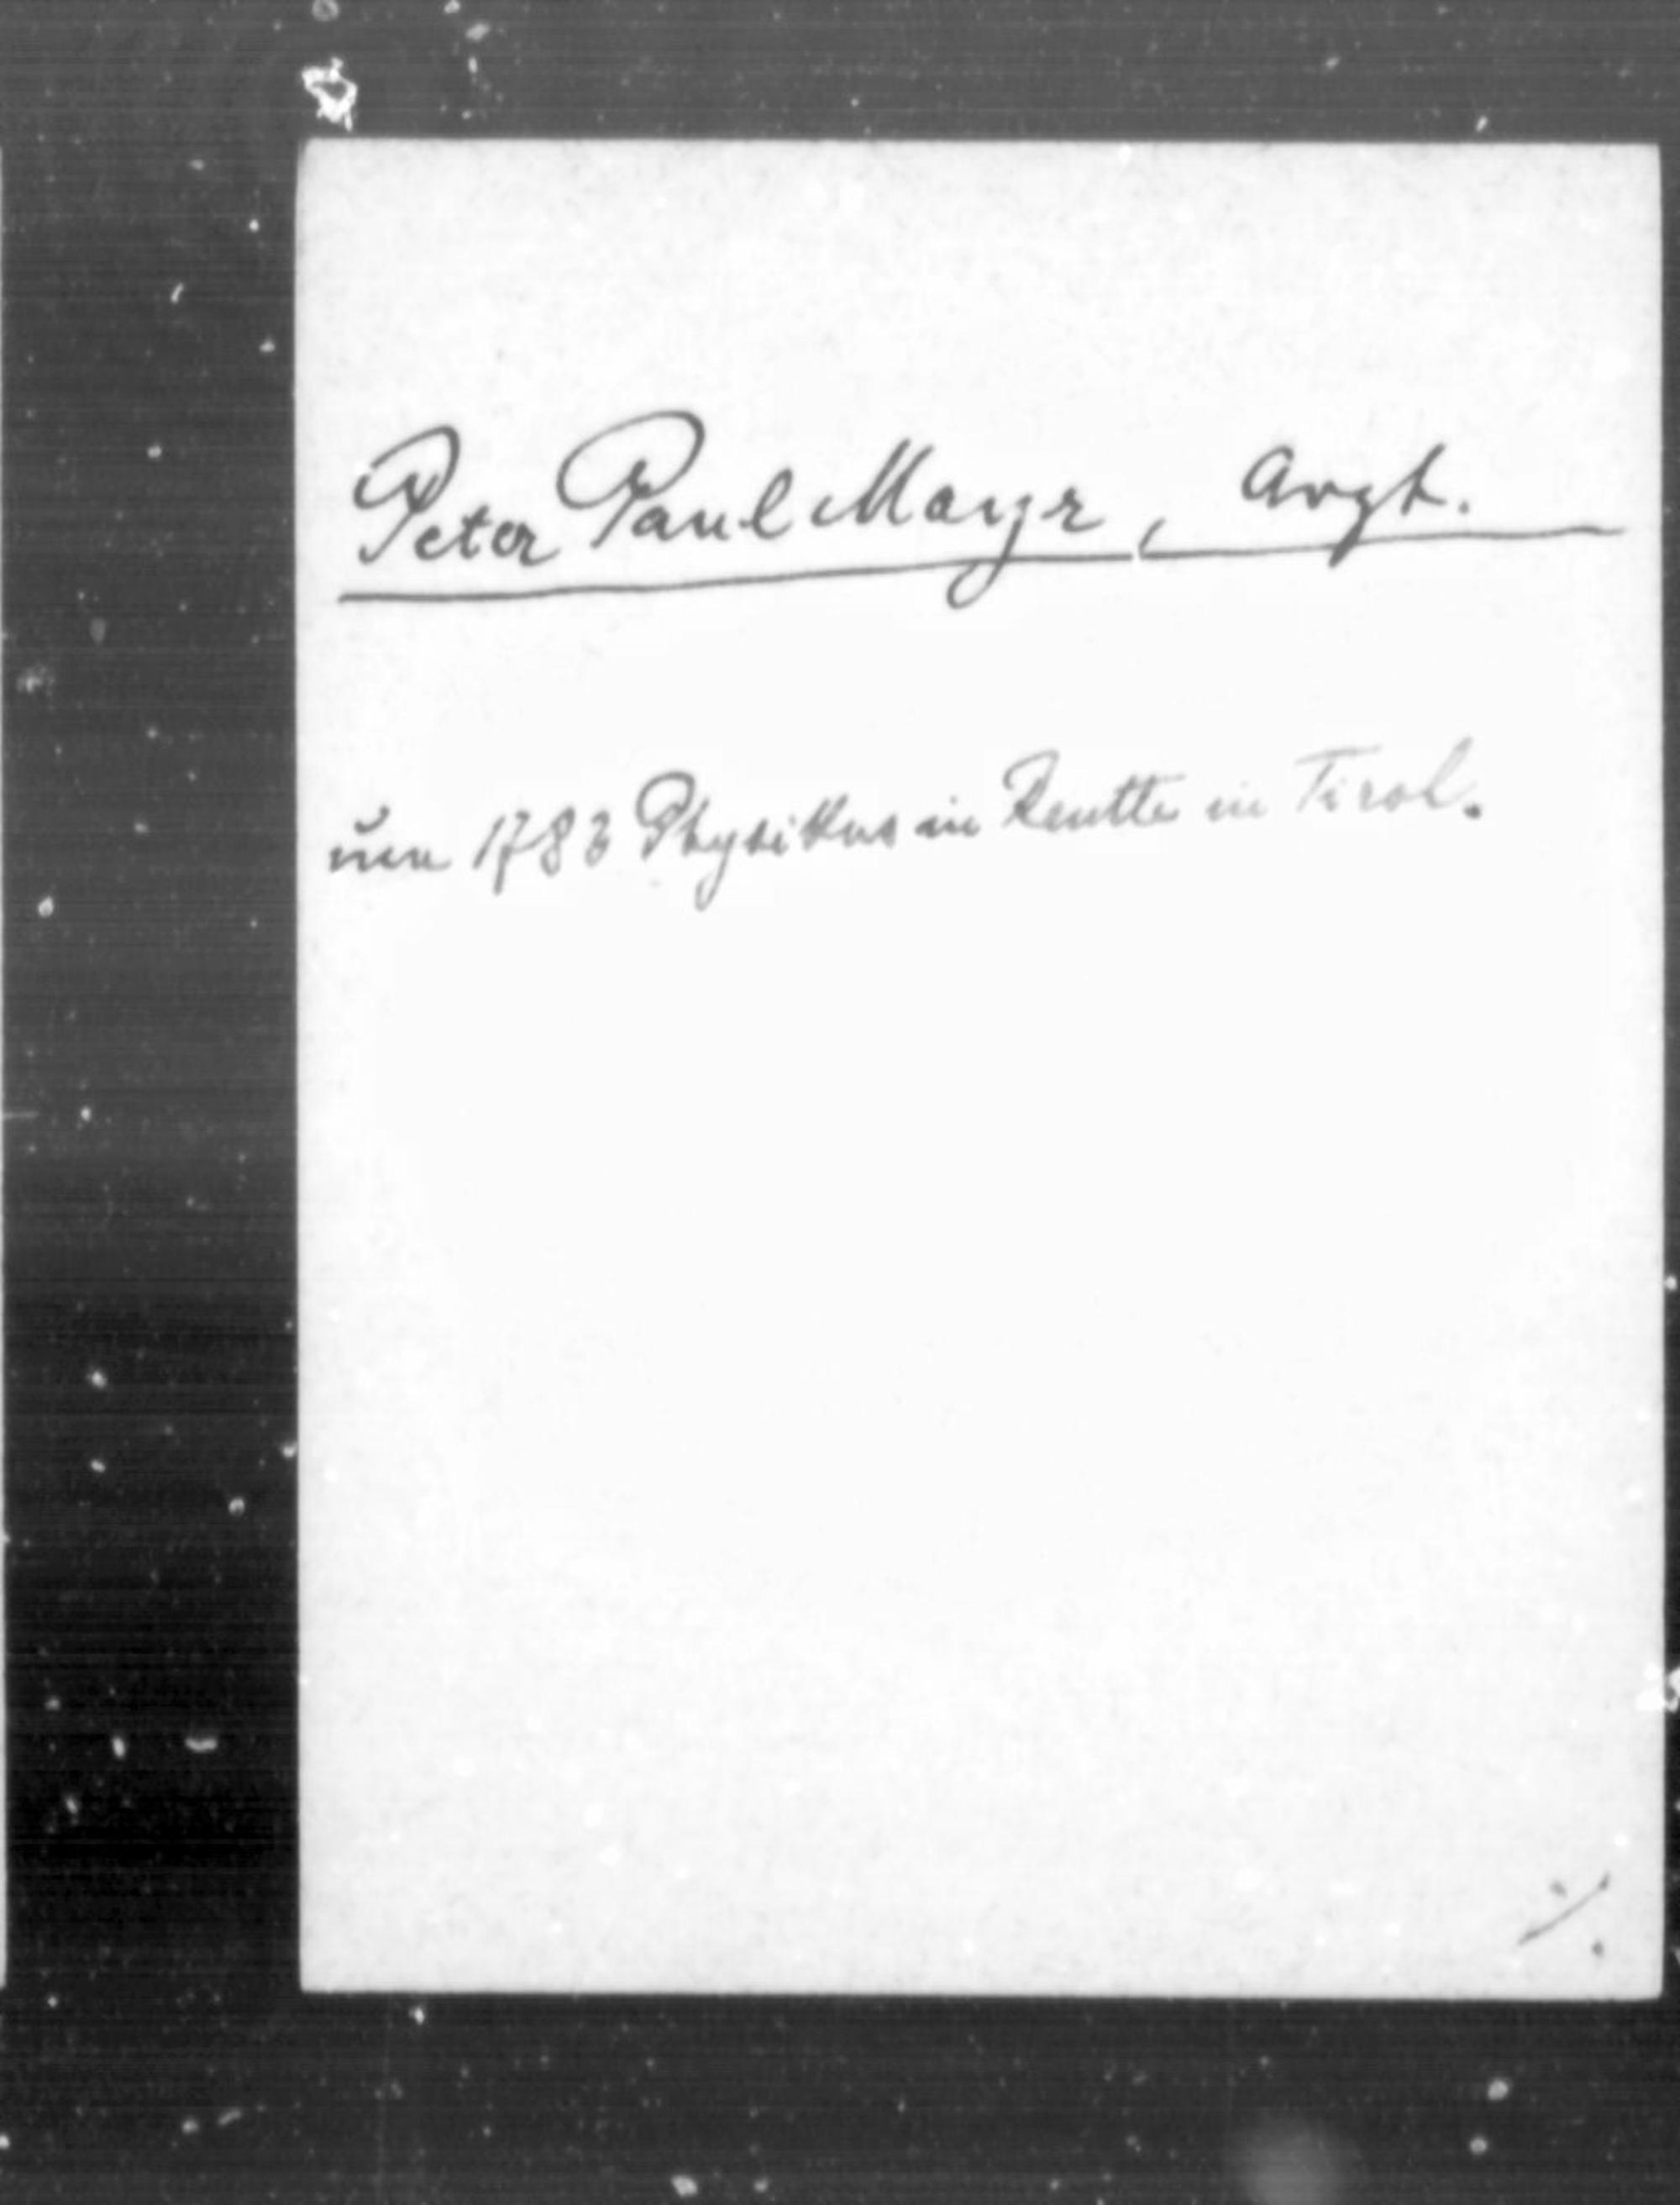 Peter Paul Mayr, Arzt.
um 1783 Physikus in Reutte in Tirol.